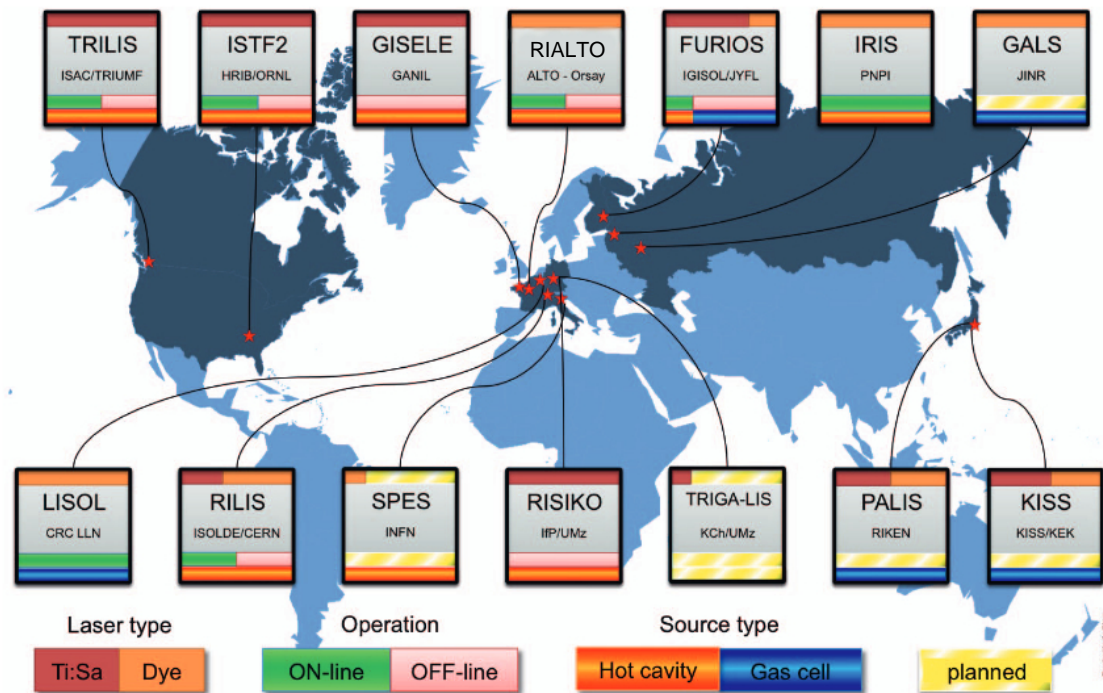 TRILIS
ISAC/TRIUMF
ISTF2
HRIB/ORNL
GISELE
GANIL
RIALTO
ALTO - Orsay
FURIOS
IGISOL/JYFL
IRIS
PNPI
GALS
JINR
LISOL
CRC LLN
RILIS
ISOLDE/CERN
SPES
INFN
RISIKO
IfP/UMz
TRIGA-LIS
KCh/UMz
PALIS
RIKEN
KISS
KISS/KEK
Laser type
Operation
Source type
Ti:Sa
Dye
ON-line
OFF-line
Hot cavity
Gas cell
planned